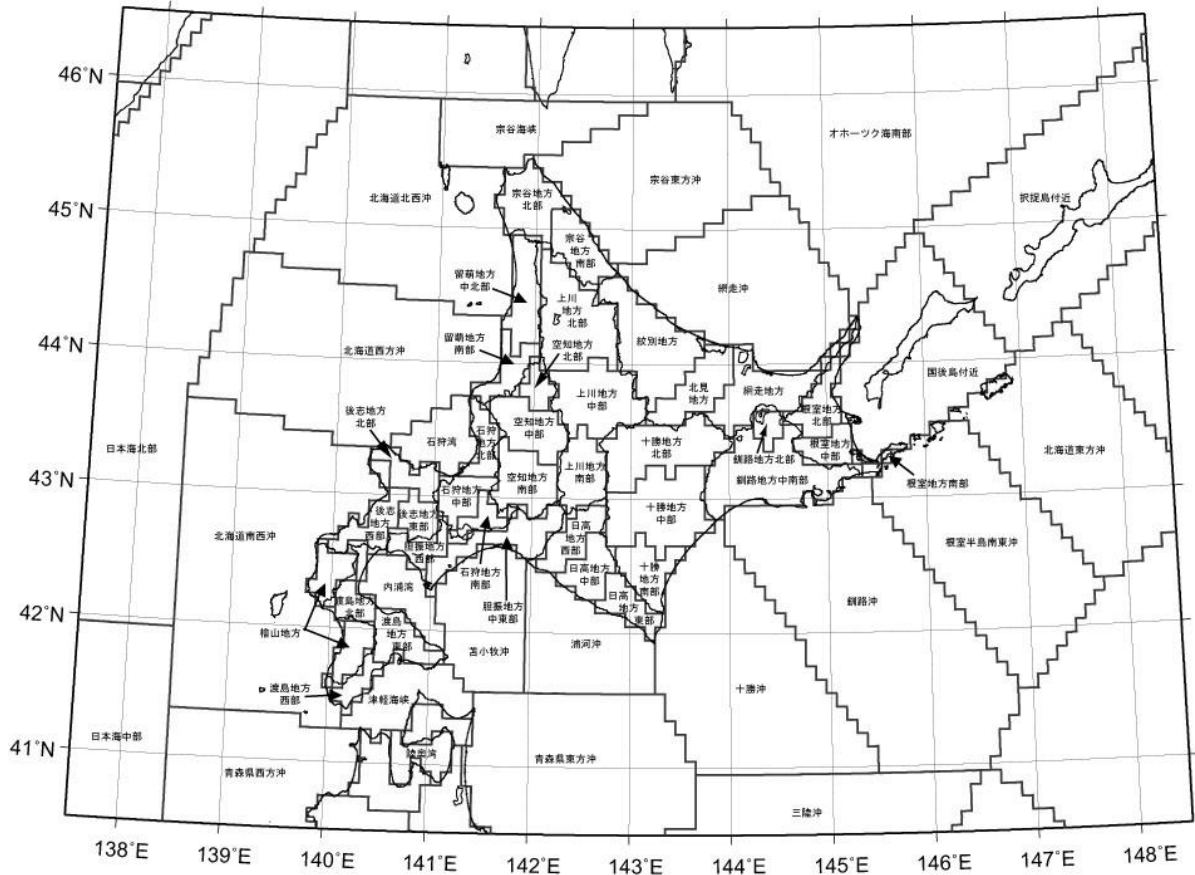 46°N
45°N
44°N
43°N
42°N
41°N
宗谷海峡
オホーツク海南部
宗谷東方沖
北海道北西沖
宗谷地方
北部
択捉島付近
宗谷
地方
南部
留萌地方
中北部
上川
地方
北部
網走沖
留萌地方
南部
空知地方
北部
紋別地方
北海道西方沖
国後島付近
北見
地方
網走地方
上川地方
中部
後志地方
北部
石狩湾
石狩
地方
北部
空知地方
中部
十勝地方
北部
根室地方
北部
根室地方
中部
日本海北部
北海道東方沖
釧路地方北部
上川地方
南部
空知地方
南部
石狩地方
中部
釧路地方中南部
根室地方南部
後志
地方
西部
後志地方
東部
十勝地方
中部
北海道南西沖
胆振地方
西部
日高
地方
西部
根室半島南東沖
石狩地方
南部
日高地方
中部
十勝
地方
南部
内浦湾
渡島地方
北部
胆振地方
中東部
日高
地方
東部
釧路沖
檜山地方
渡島
地方
東部
苫小牧沖
浦河沖
渡島地方
西部
津軽海峡
十勝沖
日本海中部
陸奥湾
青森県西方沖
青森県東方沖
三陸沖
138°E
139°E
140°E
141°E
142°E
143°E
144°E
145°E
146°E
147°E
148°E